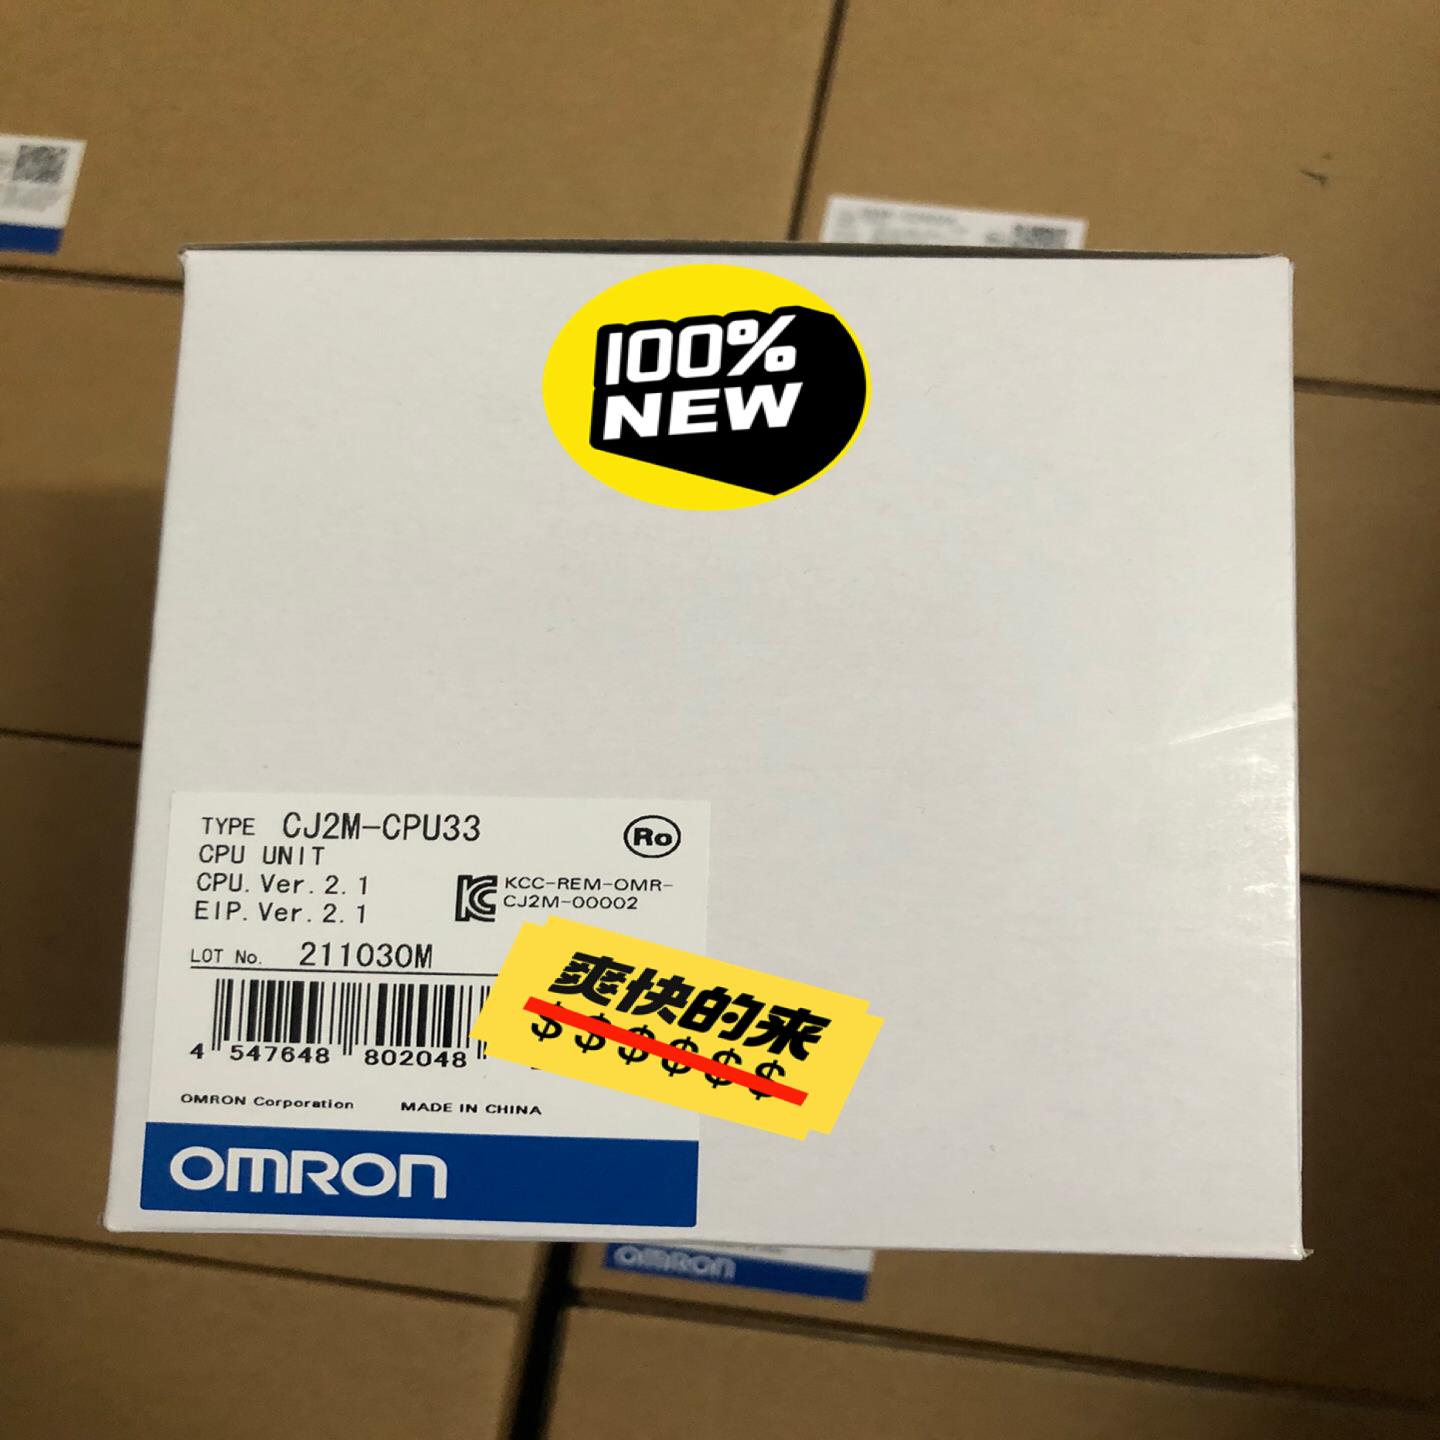 100%
NEW
TYPE CJ2M-CPU33
Ro
CPU UNIT
CPU. Ver. 2. 1
EIP. Ver. 2. 1
KCC-REM-OMR-
CJ2M-00002
LOT No. 211030M
爽快的来
$$$$$$
4 547648 802048
OMRON Corporation MADE IN CHINA
OMRON
OMRON